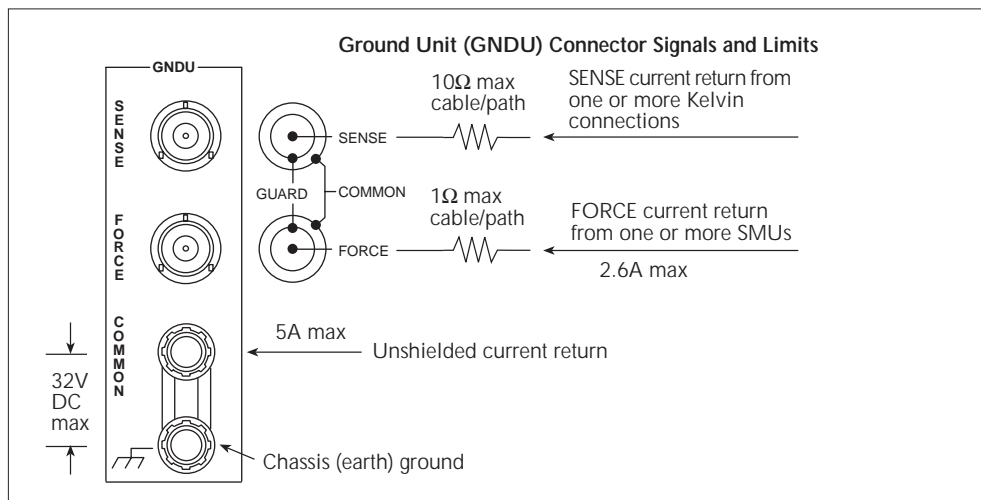 Ground Unit (GNDU) Connector Signals and Limits
GNDU
SENSE
FORCE
COMMON
SENSE
GUARD
COMMON
FORCE
10Ω max
cable/path
SENSE current return from
one or more Kelvin
connections
1Ω max
cable/path
FORCE current return
from one or more SMUs
2.6A max
5A max
Unshielded current return
32V
DC
max
Chassis (earth) ground